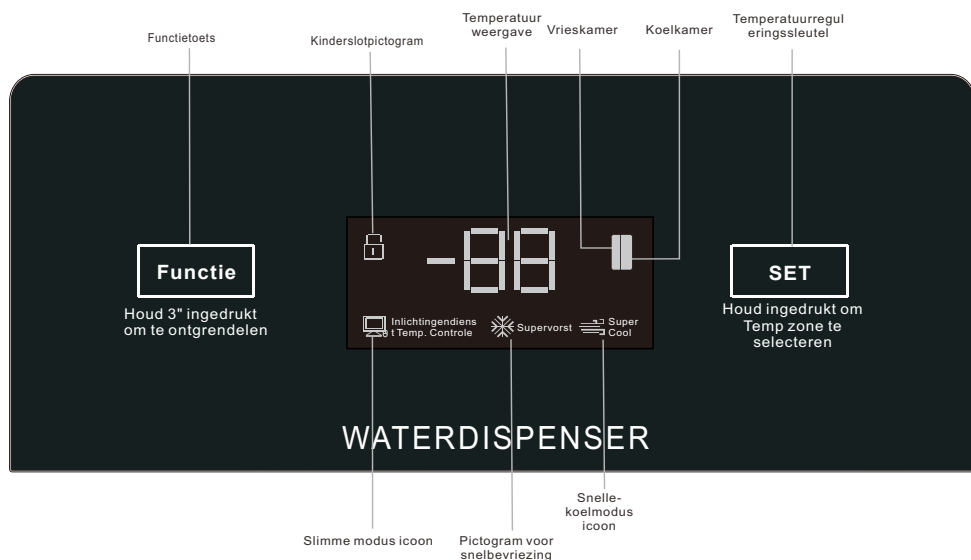 Functietoets
Kinderslotpictogram
Temperatuur
weergave
Vrieskamer
Koelkamer
Temperatuurregul
eringssleutel
Functie
Houd 3" ingedrukt
om te ontgrendelen
-88
Inlichtingendiens
t Temp. Controle
Supervorst
Super
Cool
SET
Houd ingedrukt om
Temp zone te
selecteren
WATERDISPENSER
Slimme modus icoon
Pictogram voor
snelbevriezing
Snelle-
koelmodus
icoon